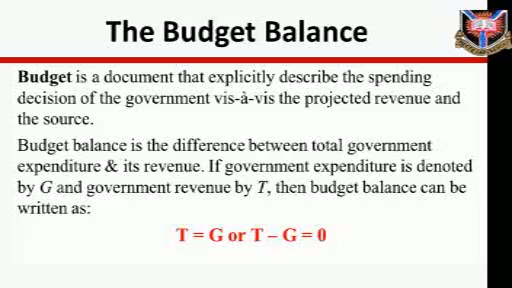 The Budget Balance
Budget is a document that explicitly describe the spending
decision of the government vis-à-vis the projected revenue and
the source.
Budget balance is the difference between total government
expenditure & its revenue. If government expenditure is denoted
by G and government revenue by T, then budget balance can be
written as:
T = G or T – G = 0